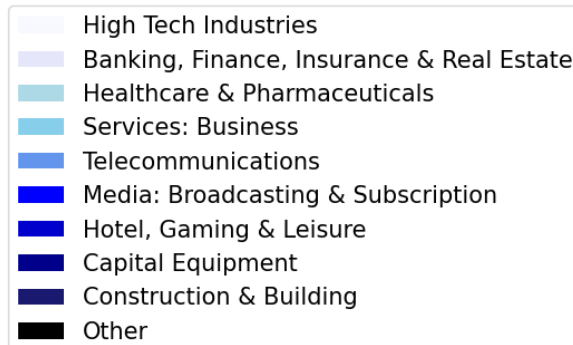 High Tech Industries
Banking, Finance, Insurance & Real Estate
Healthcare & Pharmaceuticals
Services: Business
Telecommunications
Media: Broadcasting & Subscription
Hotel, Gaming & Leisure
Capital Equipment
Construction & Building
Other